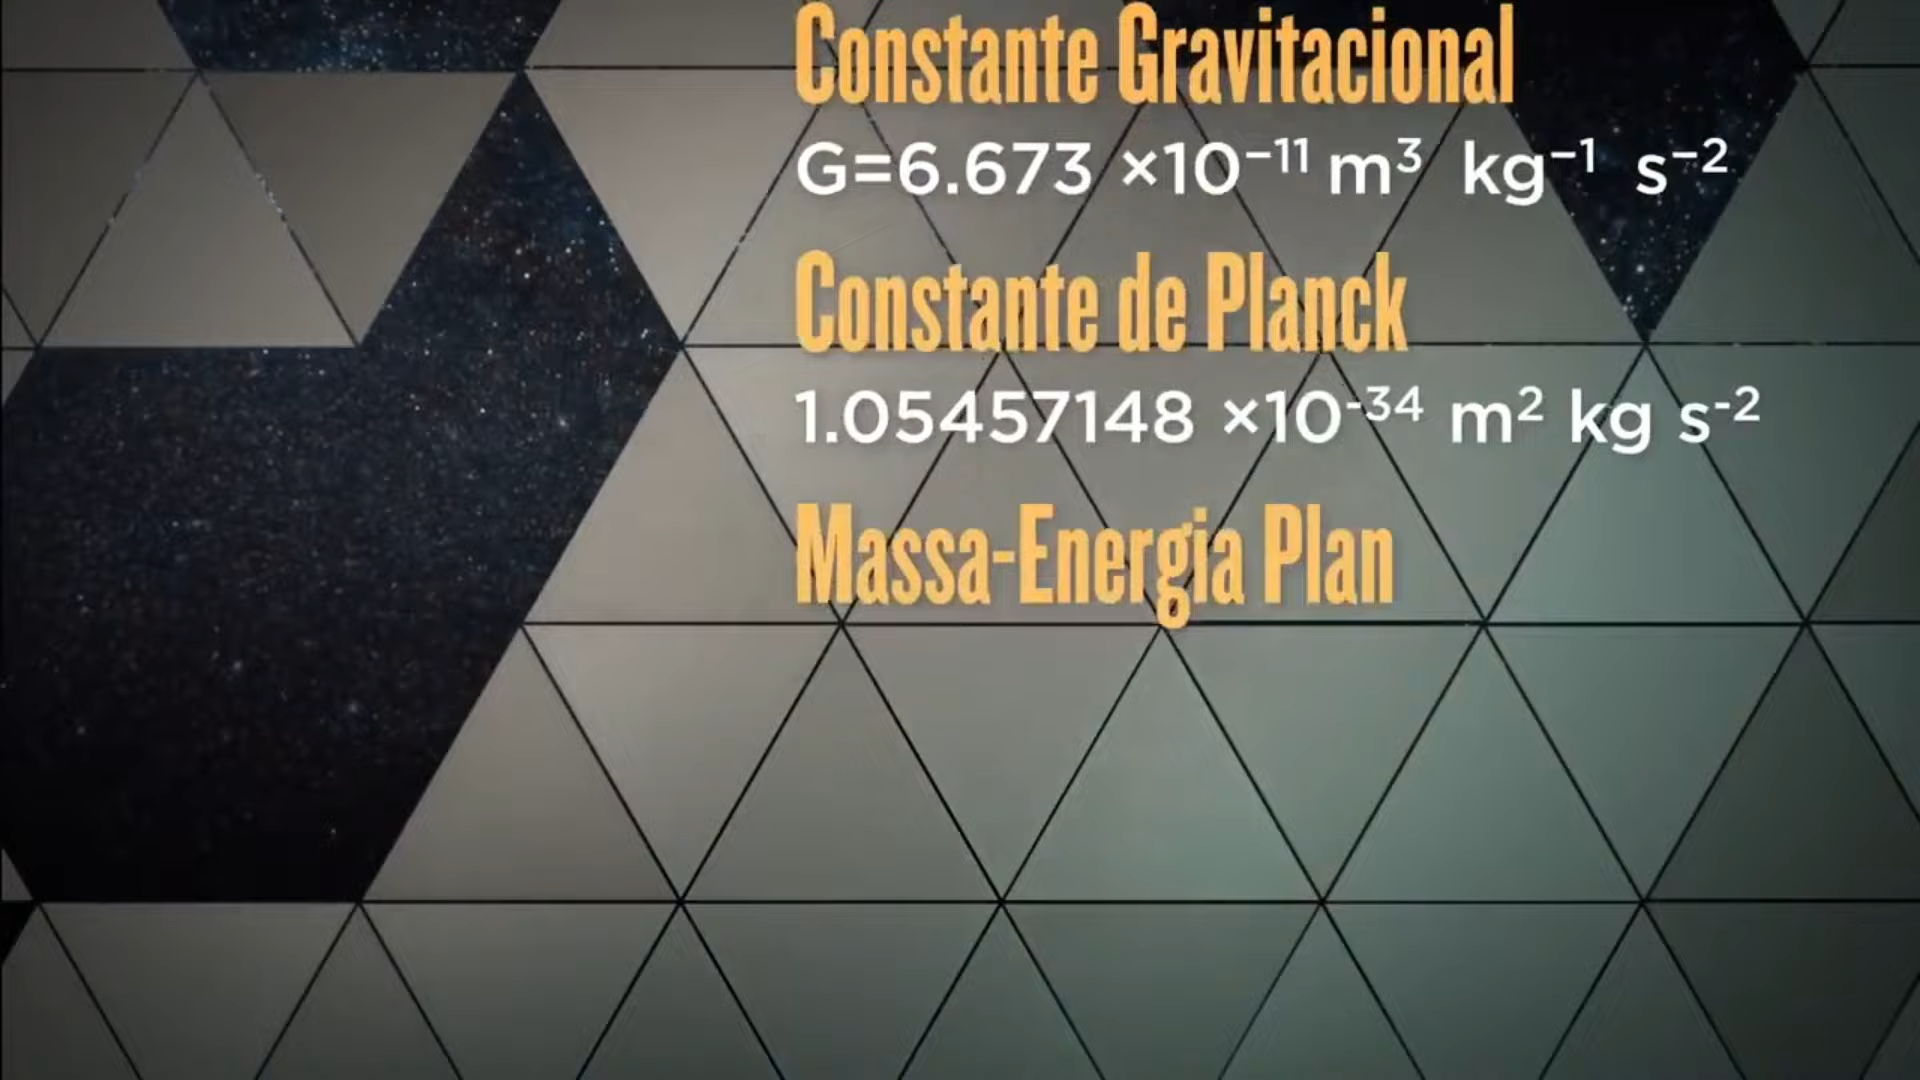 Constante Gravitacional
G=6.673 ×10⁻¹¹ m³ kg⁻¹ s⁻²
Constante de Planck
1.05457148 ×10⁻³⁴ m² kg s⁻²
Massa-Energia Plan